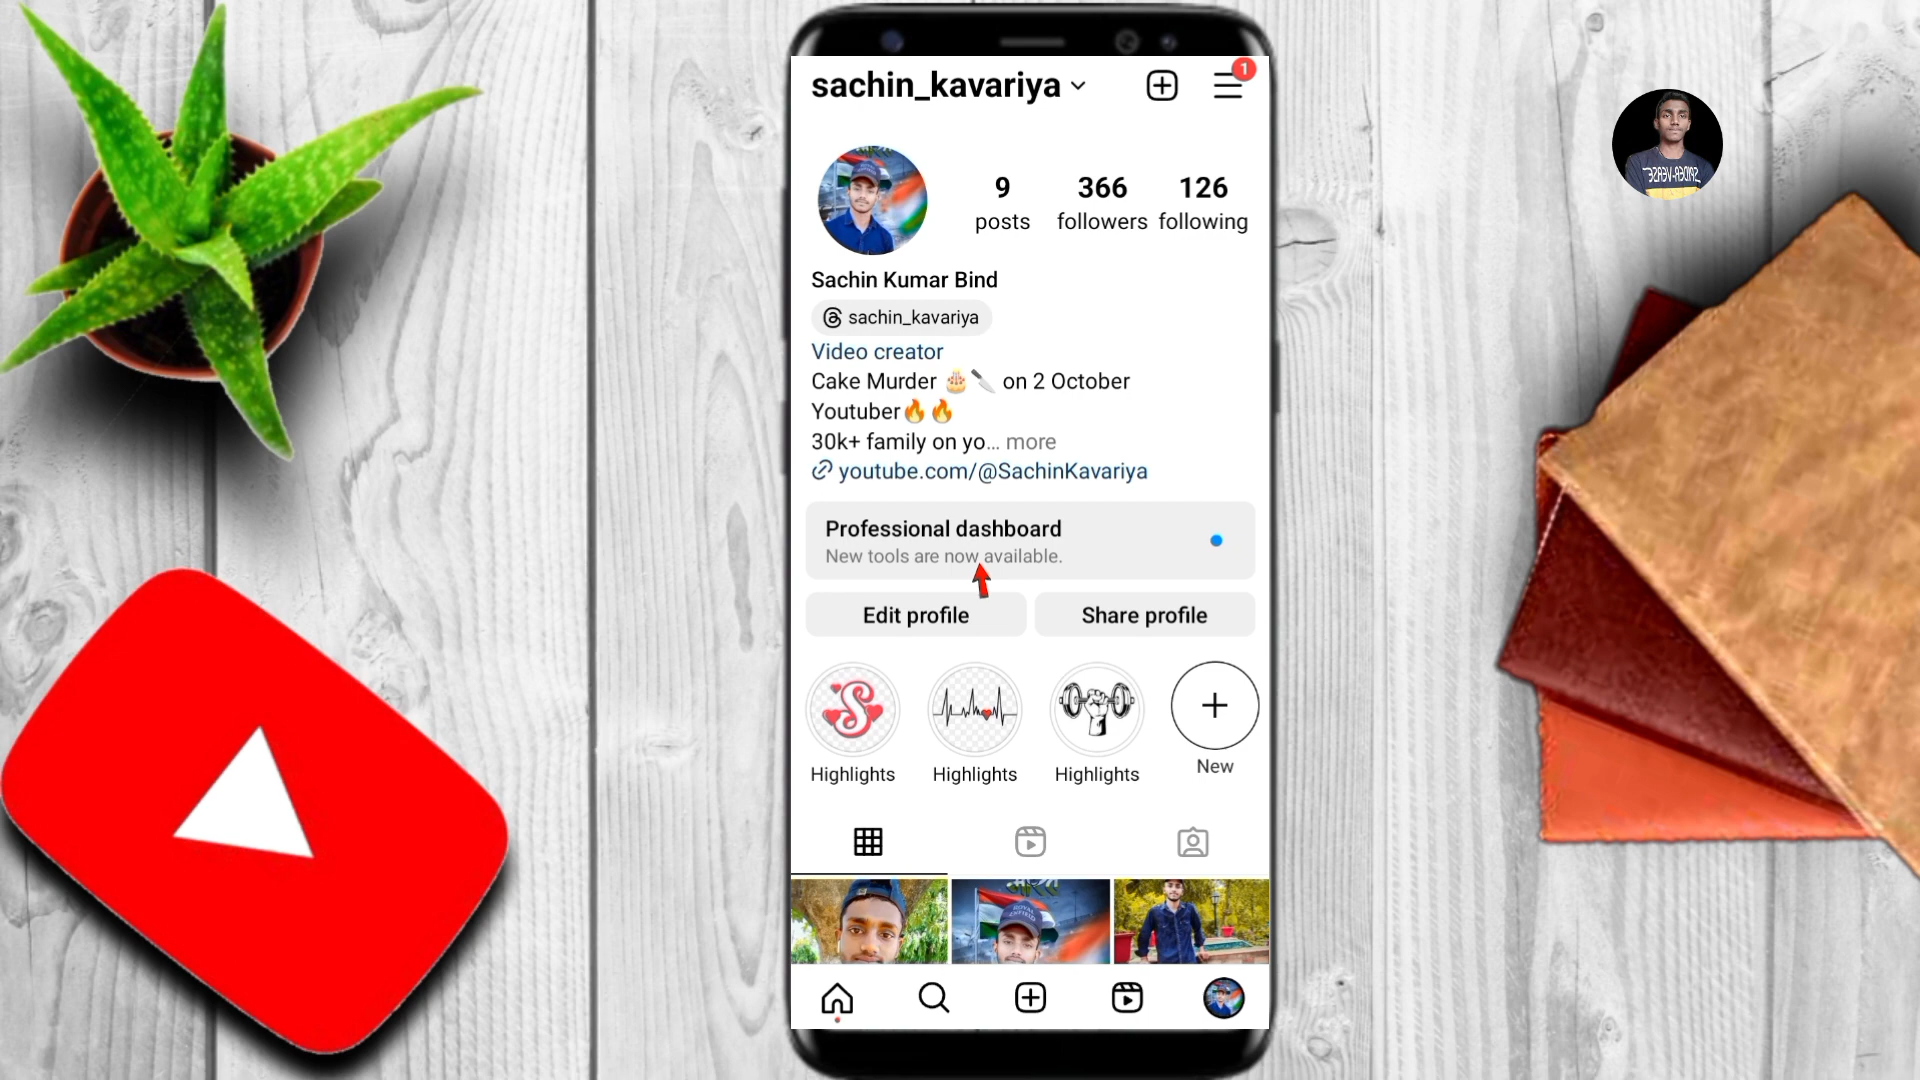 sachin_kavariya
1
9 366 126
posts followers following
Sachin Kumar Bind
sachin_kavariya
Video creator
Cake Murder 🎂🔪 on 2 October
Youtuber🔥🔥
30k+ family on yo... more
youtube.com/@SachinKavariya
Professional dashboard
New tools are now available.
Edit profile Share profile
Highlights Highlights Highlights New
ROYAL
ENFIELD